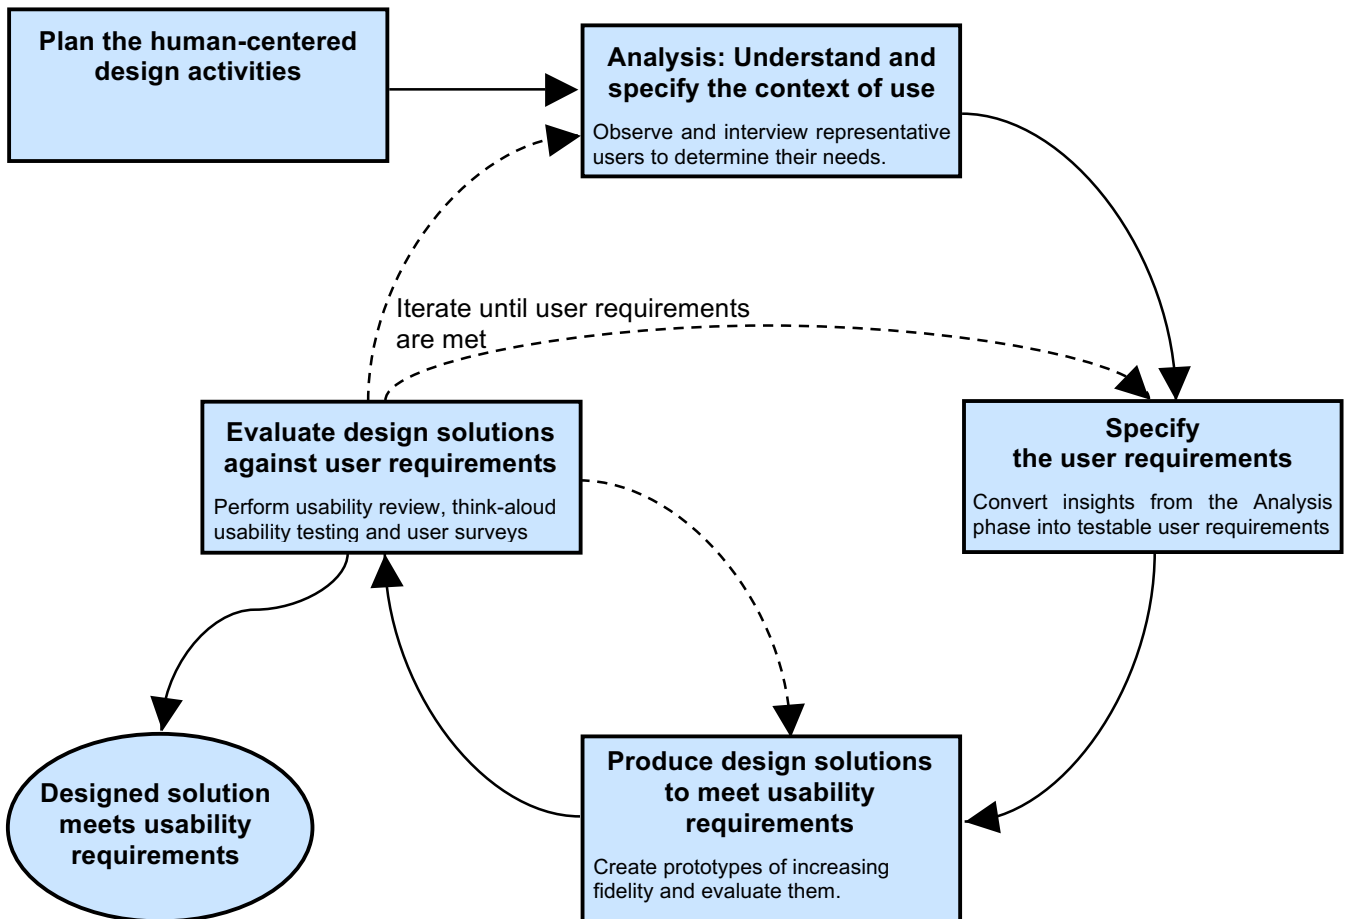 Plan the human-centered
design activities
Analysis: Understand and
specify the context of use
Observe and interview representative
users to determine their needs.
Iterate until user requirements
are met
Evaluate design solutions
against user requirements
Perform usability review, think-aloud
usability testing and user surveys
Specify
the user requirements
Convert insights from the Analysis
phase into testable user requirements
Designed solution
meets usability
requirements
Produce design solutions
to meet usability
requirements
Create prototypes of increasing
fidelity and evaluate them.